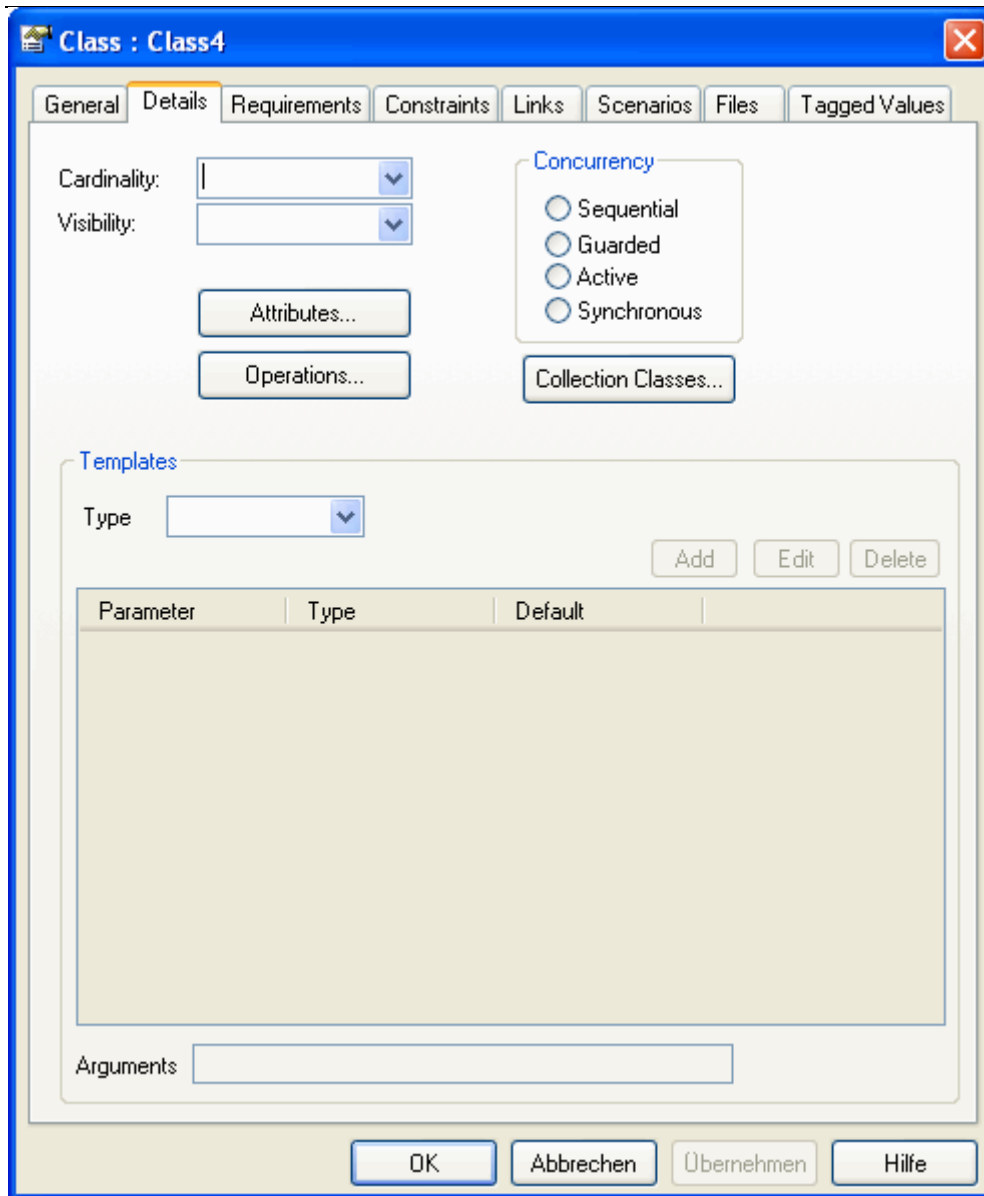 Class : Class4
General Details Requirements Constraints Links Scenarios Files Tagged Values
Cardinality:
Visibility:
Concurrency
Sequential
Guarded
Active
Synchronous
Attributes...
Operations...
Collection Classes...
Templates
Type
Add Edit Delete
Parameter Type Default
Arguments
OK Abbrechen Übernehmen Hilfe